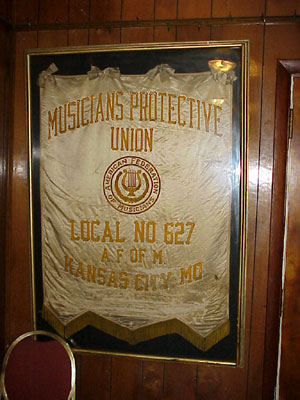 MUSICIANS PROTECTIVE
UNION
AMERICAN FEDERATION
OF MUSICIANS
LOCAL NO 627
A F OF M.
KANSAS CITY, MO